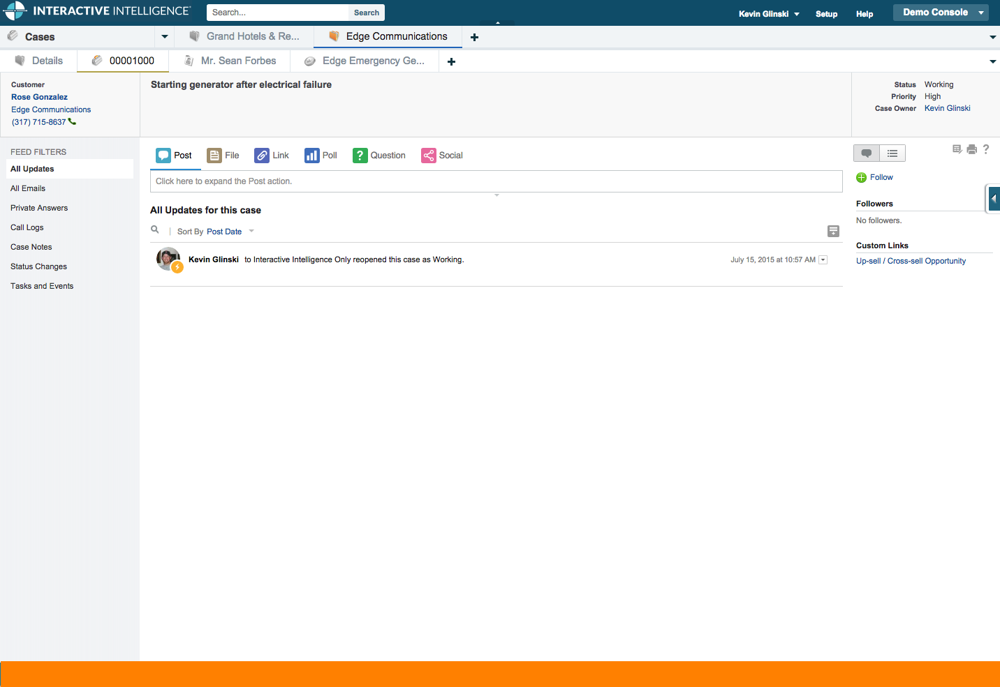 INTERACTIVE INTELLIGENCE
Search...
Search
Kevin Glinski
Setup
Help
Demo Console
Cases
Grand Hotels & Re...
Edge Communications
Details
00001000
Mr. Sean Forbes
Edge Emergency Ge...
Customer
Rose Gonzalez
Edge Communications
(317) 715-8637
Starting generator after electrical failure
Status Working
Priority High
Case Owner Kevin Glinski
FEED FILTERS
All Updates
All Emails
Private Answers
Call Logs
Case Notes
Status Changes
Tasks and Events
Post
File
Link
Poll
Question
Social
Click here to expand the Post action.
All Updates for this case
Sort By Post Date
Kevin Glinski to Interactive Intelligence Only reopened this case as Working.
July 15, 2015 at 10:57 AM
Follow
Followers
No followers.
Custom Links
Up-sell / Cross-sell Opportunity